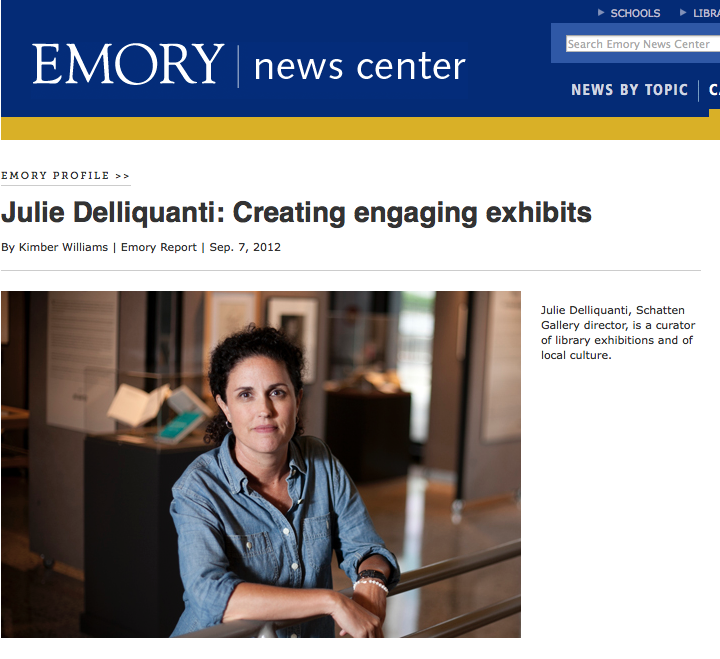 SCHOOLS
EMORY | news center
Search Emory News Center
NEWS BY TOPIC
EMORY PROFILE >>
Julie Delliquanti: Creating engaging exhibits
By Kimber Williams | Emory Report | Sep. 7, 2012
Julie Delliquanti, Schatten
Gallery director, is a curator
of library exhibitions and of
local culture.